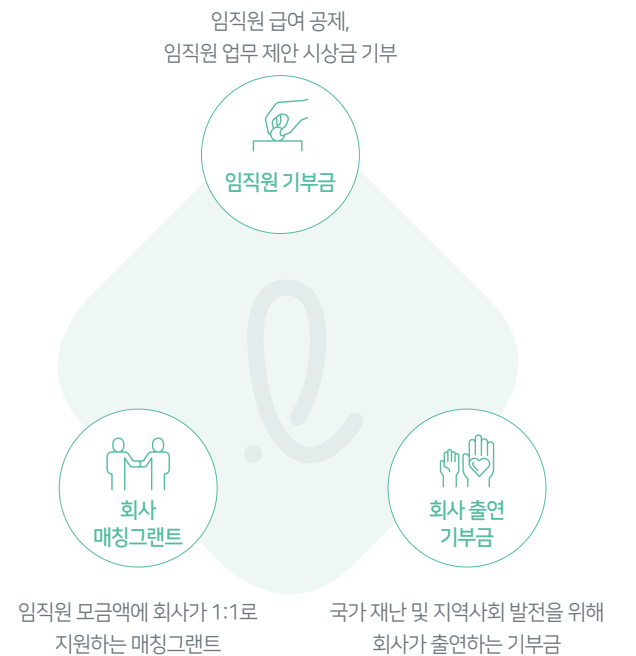 임직원 급여 공제,
임직원 업무 제안 시상금 기부
임직원 기부금
회사
매칭그랜트
임직원 모금액에 회사가 1:1로
지원하는 매칭그랜트
회사 출연
기부금
국가 재난 및 지역사회 발전을 위해
회사가 출연하는 기부금